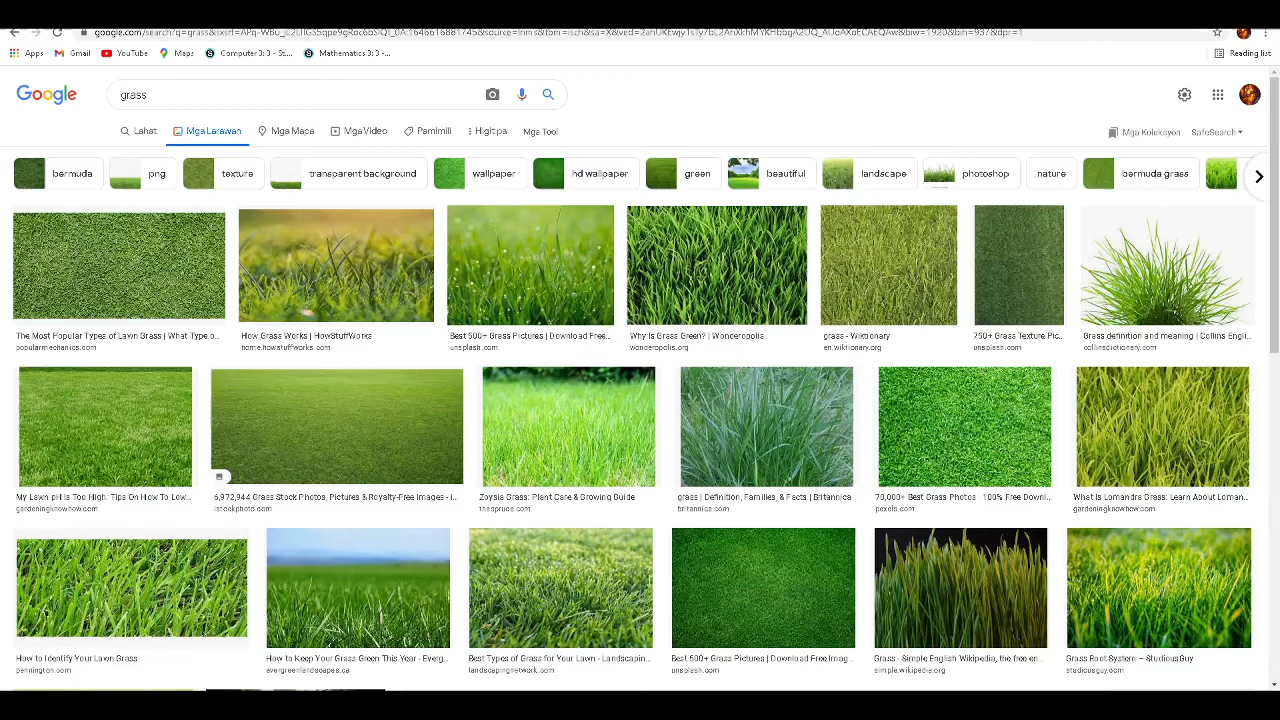 Apps
Gmail
YouTube
Maps
Computer 3: 3 - St...
Mathematics 3: 3 -...
Reading list
Google
grass
Lahat
Mga Larawan
Mga Mapa
Mga Video
Pamimili
Higit pa
Mga Tool
Mga Koleksyon
SafeSearch
bermuda
png
texture
transparent background
wallpaper
hd wallpaper
green
beautiful
landscape
photoshop
nature
bermuda grass
The Most Popular Types of Lawn Grass | What Type o...
popularmechanics.com
How Grass Works | HowStuffWorks
home.howstuffworks.com
Best 500+ Grass Pictures | Download Free...
unsplash.com
Why Is Grass Green? | Wonderopolis
wonderopolis.org
grass - Wiktionary
en.wiktionary.org
750+ Grass Texture Pic...
unsplash.com
Grass definition and meaning | Collins Engli...
collinsdictionary.com
My Lawn pH Is Too High: Tips On How To Low...
gardeningknowhow.com
6,972,944 Grass Stock Photos, Pictures & Royalty-Free Images - i...
istockphoto.com
Zoysia Grass: Plant Care & Growing Guide
thespruce.com
grass | Definition, Families, & Facts | Britannica
britannica.com
70,000+ Best Grass Photos · 100% Free Downl...
pexels.com
What Is Lomandra Grass: Learn About Loman...
gardeningknowhow.com
How to Identify Your Lawn Grass
pennington.com
How to Keep Your Grass Green This Year - Everg...
evergreenlandscapes.ca
Best Types of Grass for Your Lawn - Landscapin...
landscapingnetwork.com
Best 500+ Grass Pictures | Download Free Imag...
unsplash.com
Grass - Simple English Wikipedia, the free en...
simple.wikipedia.org
Grass Root System – StudiousGuy
studiousguy.com